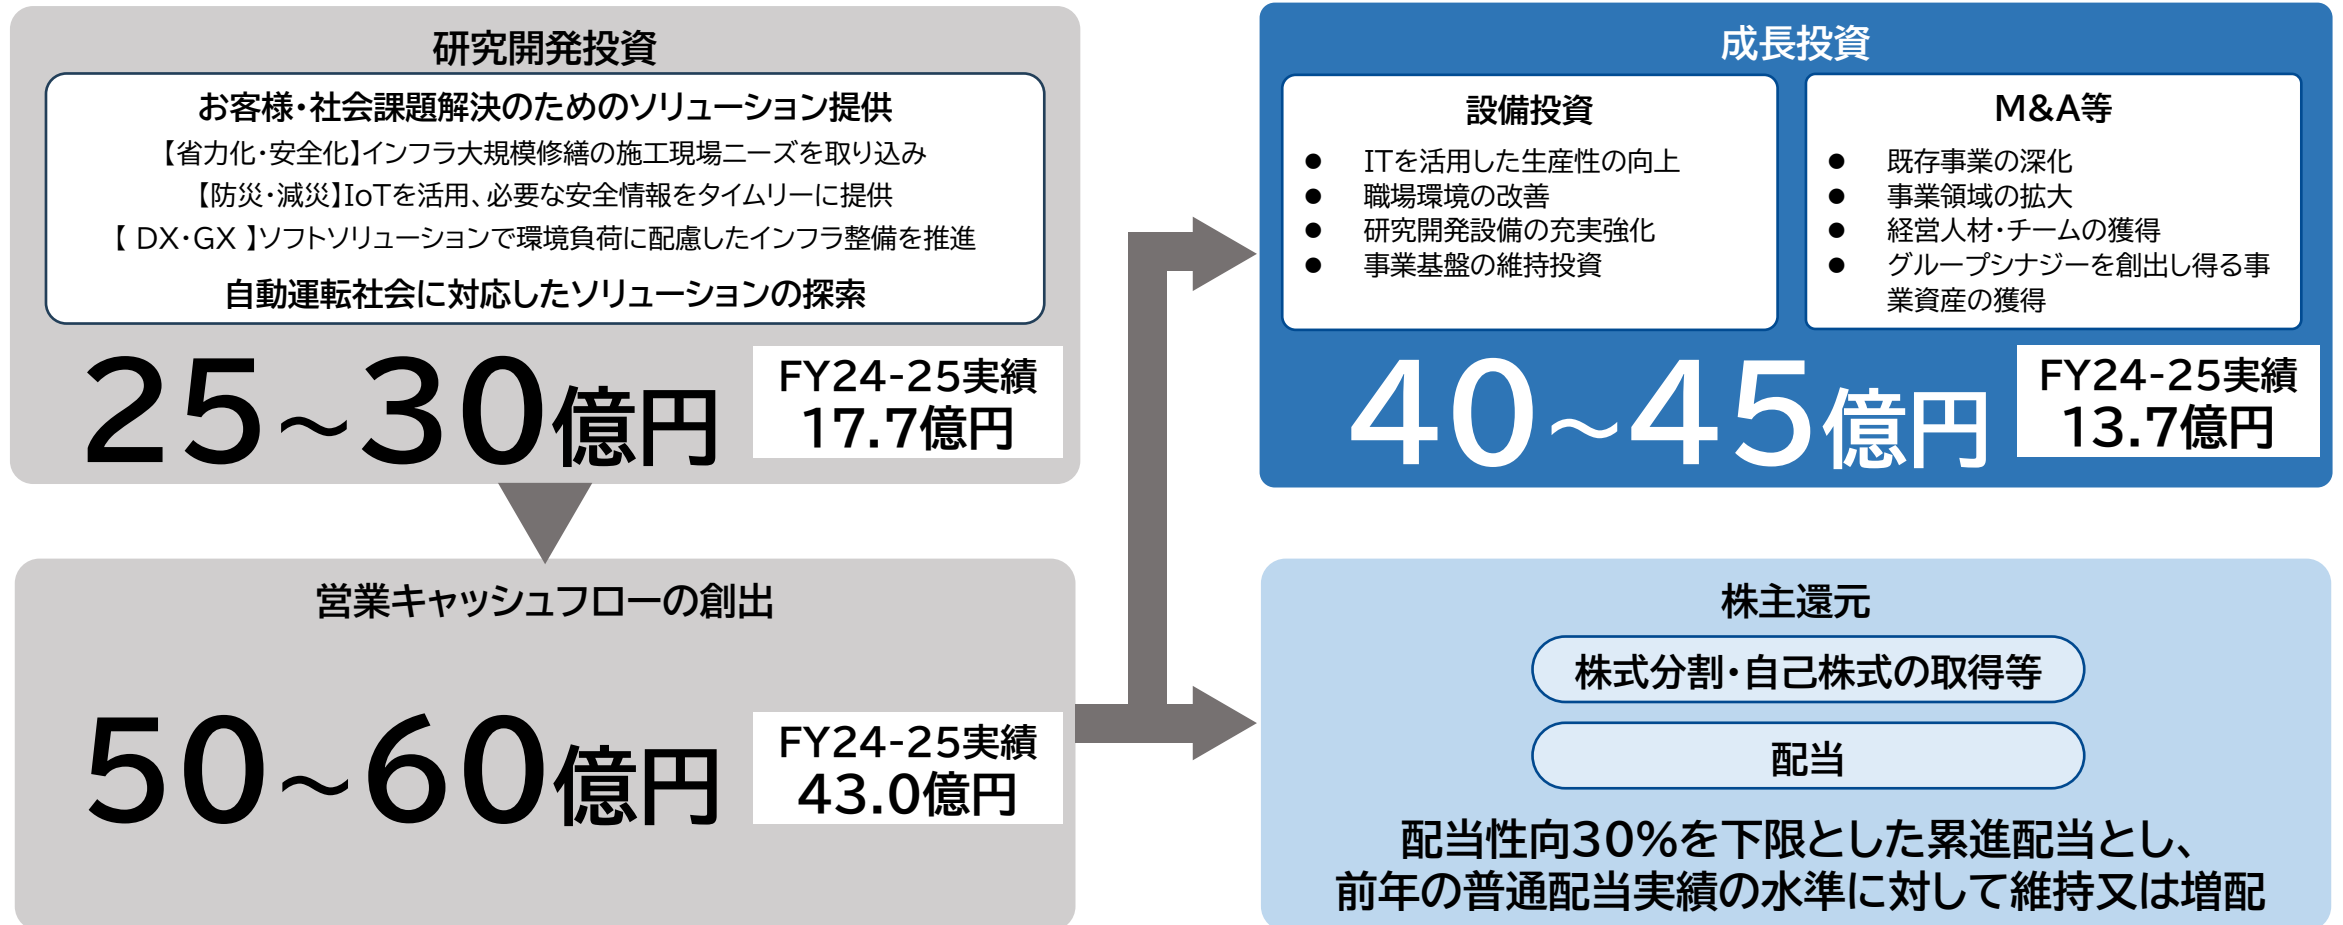 研究開発投資
お客様・社会課題解決のためのソリューション提供
【省力化・安全化】インフラ大規模修繕の施工現場ニーズを取り込み
【防災・減災】IoTを活用、必要な安全情報をタイムリーに提供
【 DX・GX 】ソフトソリューションで環境負荷に配慮したインフラ整備を推進
自動運転社会に対応したソリューションの探索
25~30億円
FY24-25実績
17.7億円
営業キャッシュフローの創出
50~60億円
FY24-25実績
43.0億円
成長投資
設備投資
● ITを活用した生産性の向上
● 職場環境の改善
● 研究開発設備の充実強化
● 事業基盤の維持投資
M&A等
● 既存事業の深化
● 事業領域の拡大
● 経営人材・チームの獲得
● グループシナジーを創出し得る事
業資産の獲得
40~45億円
FY24-25実績
13.7億円
株主還元
株式分割・自己株式の取得等
配当
配当性向30%を下限とした累進配当とし、
前年の普通配当実績の水準に対して維持又は増配